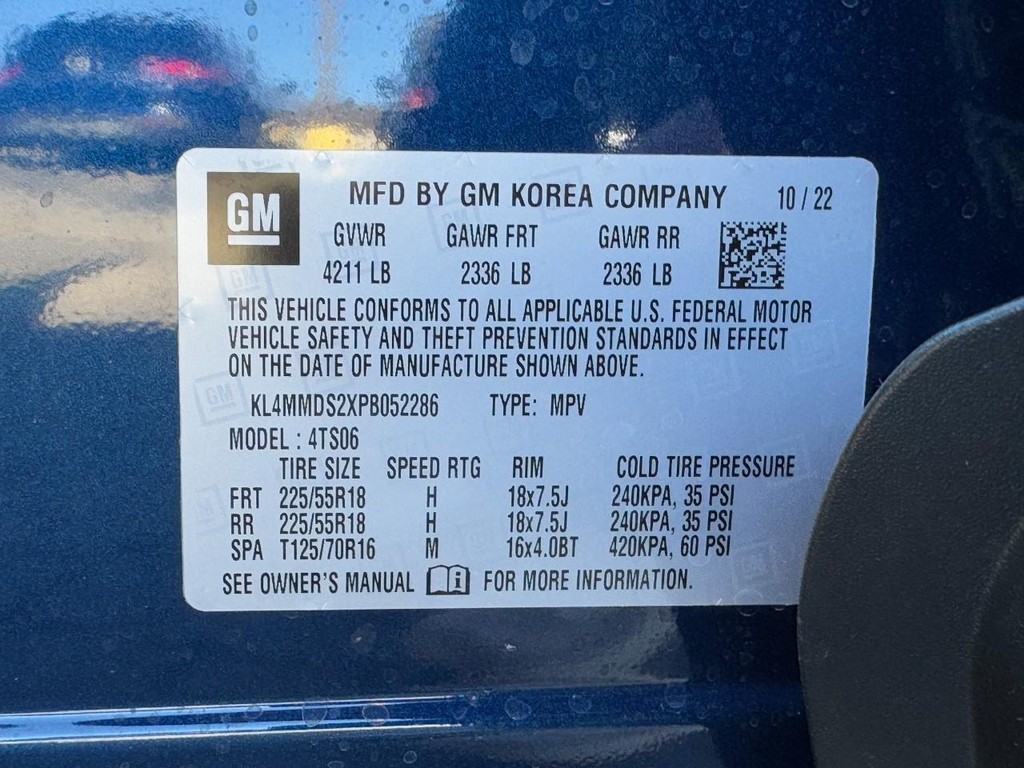 GM MFD BY GM KOREA COMPANY 10 / 22
GVWR GAWR FRT GAWR RR
4211 LB 2336 LB 2336 LB
THIS VEHICLE CONFORMS TO ALL APPLICABLE U.S. FEDERAL MOTOR
VEHICLE SAFETY AND THEFT PREVENTION STANDARDS IN EFFECT
ON THE DATE OF MANUFACTURE SHOWN ABOVE.
KL4MMDS2XPB052286 TYPE: MPV
MODEL : 4TS06
TIRE SIZE SPEED RTG RIM COLD TIRE PRESSURE
FRT 225/55R18 H 18x7.5J 240KPA, 35 PSI
RR 225/55R18 H 18x7.5J 240KPA, 35 PSI
SPA T125/70R16 M 16x4.0BT 420KPA, 60 PSI
SEE OWNER'S MANUAL i FOR MORE INFORMATION.